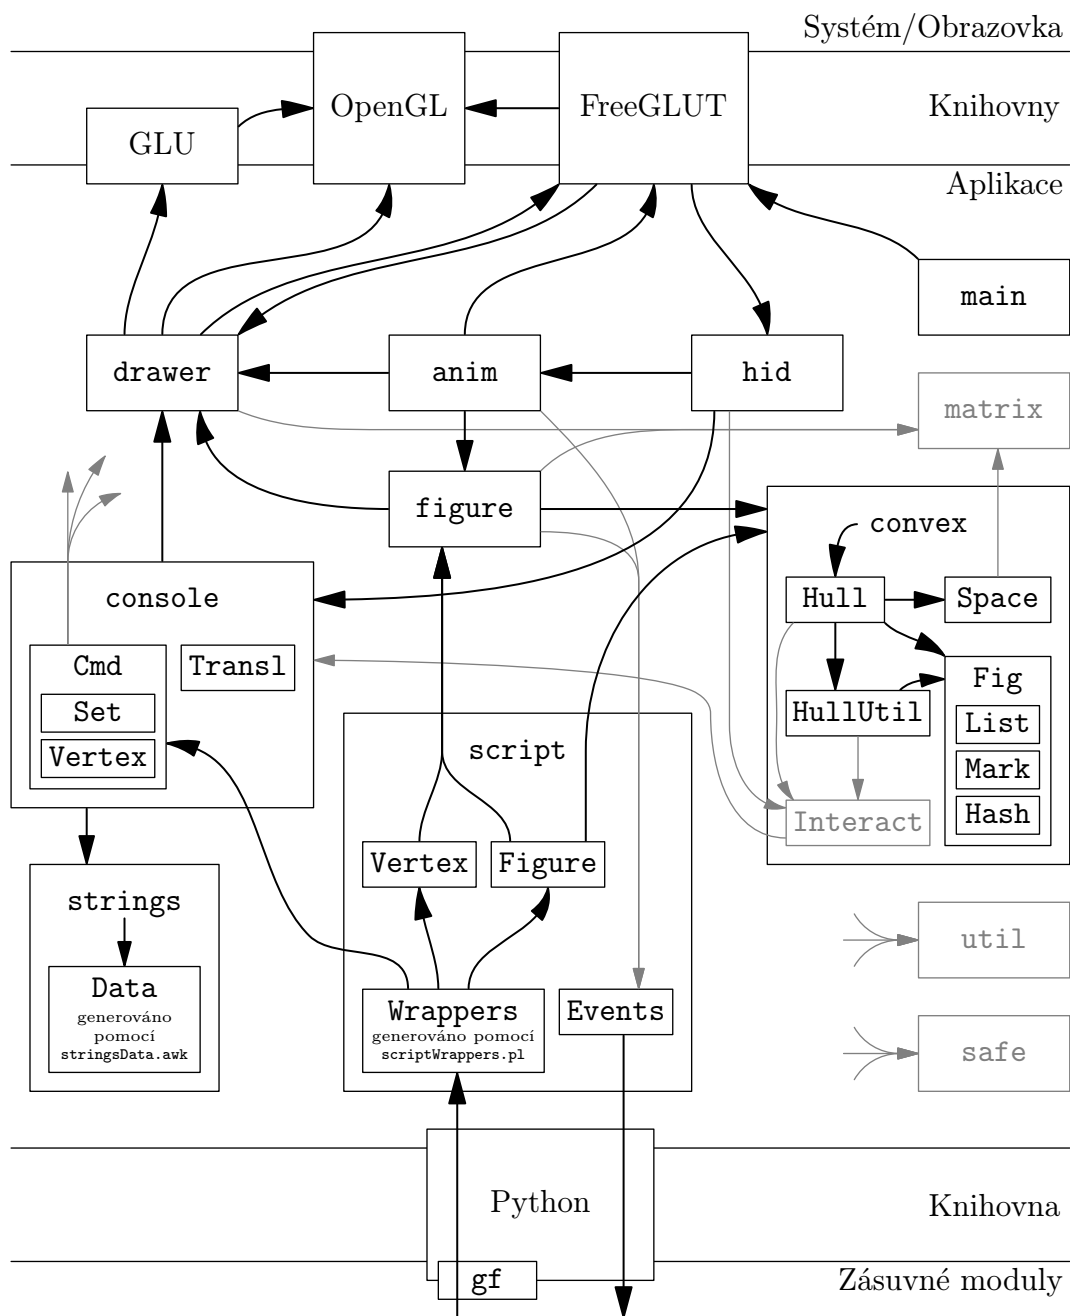 Systém/Obrazovka
OpenGL
FreeGLUT
Knihovny
GLU
Aplikace
main
drawer
anim
hid
matrix
figure
convex
console
Hull
Space
Cmd
Transl
Fig
Set
HullUtil
List
Vertex
script
Mark
Hash
Interact
Vertex
Figure
strings
util
Data
generováno
pomocí
stringsData.awk
Wrappers
generováno pomocí
scriptWrappers.pl
Events
safe
Python
Knihovna
gf
Zásuvné moduly